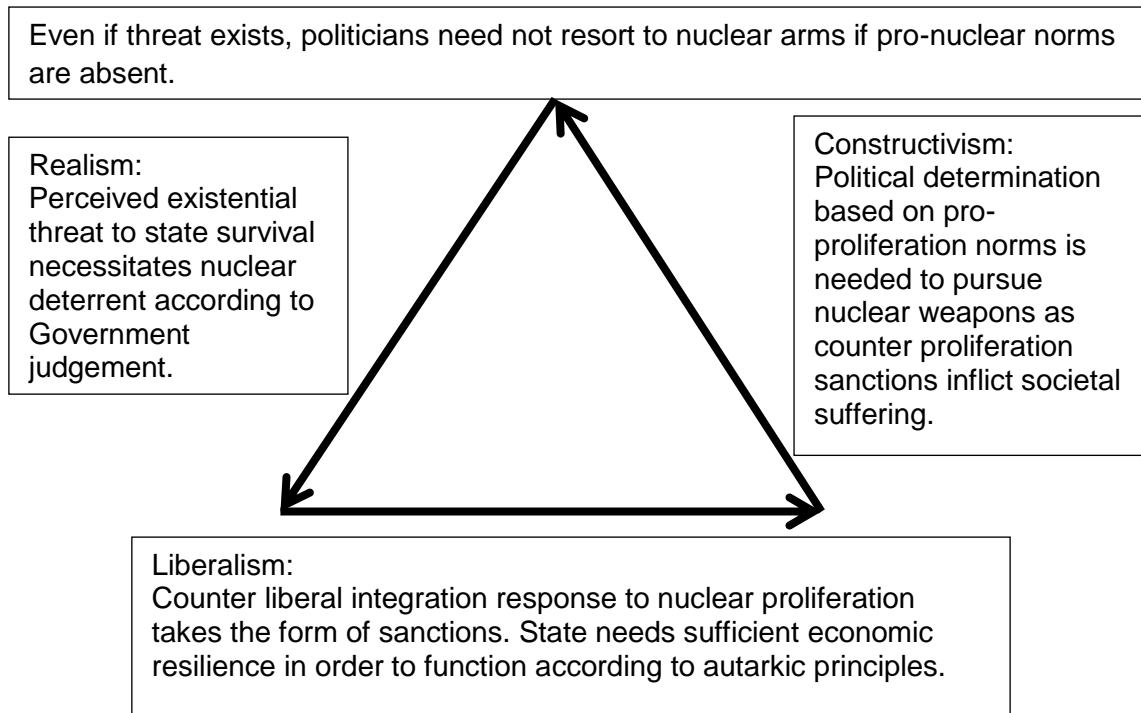 Even if threat exists, politicians need not resort to nuclear arms if pro-nuclear norms
are absent.
Realism:
Perceived existential
threat to state survival
necessitates nuclear
deterrent according to
Government
judgement.
Constructivism:
Political determination
based on pro-
proliferation norms is
needed to pursue
nuclear weapons as
counter proliferation
sanctions inflict societal
suffering.
Liberalism:
Counter liberal integration response to nuclear proliferation
takes the form of sanctions. State needs sufficient economic
resilience in order to function according to autarkic principles.